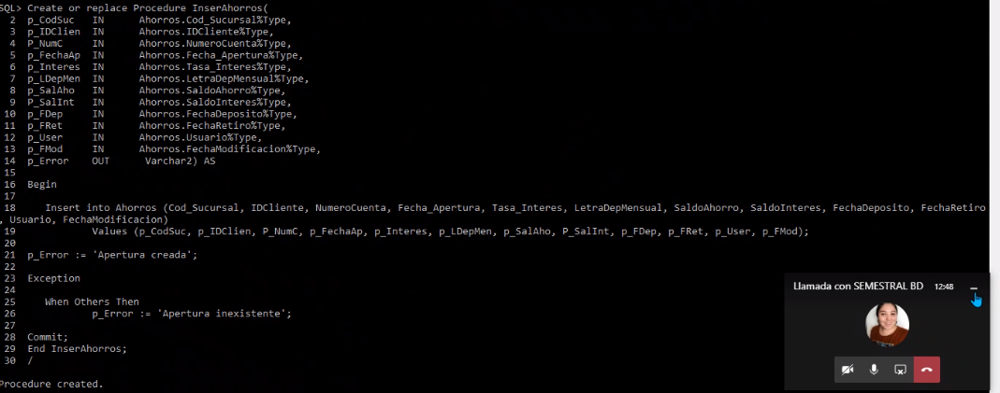 SQL> Create or replace Procedure InserAhorros(
2 p_CodSuc IN Ahorros.Cod_Sucursal%Type,
3 p_IDClien IN Ahorros.IDCliente%Type,
4 P_NumC IN Ahorros.NumeroCuenta%Type,
5 p_FechaAp IN Ahorros.Fecha_Apertura%Type,
6 p_Interes IN Ahorros.Tasa_Interes%Type,
7 p_LDepMen IN Ahorros.LetraDepMensual%Type,
8 p_SalAho IN Ahorros.SaldoAhorro%Type,
9 P_SalInt IN Ahorros.SaldoInteres%Type,
10 p_FDep IN Ahorros.FechaDeposito%Type,
11 p_FRet IN Ahorros.FechaRetiro%Type,
12 p_User IN Ahorros.Usuario%Type,
13 p_FMod IN Ahorros.FechaModificacion%Type,
14 p_Error OUT Varchar2) AS
15
16 Begin
17
18 Insert into Ahorros (Cod_Sucursal, IDCliente, NumeroCuenta, Fecha_Apertura, Tasa_Interes, LetraDepMensual, SaldoAhorro, SaldoInteres, FechaDeposito, FechaRetiro
, Usuario, FechaModificacion)
19 Values (p_CodSuc, p_IDClien, P_NumC, p_FechaAp, p_Interes, p_LDepMen, p_SalAho, P_SalInt, p_FDep, p_FRet, p_User, p_FMod);
20
21 p_Error := 'Apertura creada';
22
23 Exception
24
25 When Others Then
26 p_Error := 'Apertura inexistente';
27
28 Commit;
29 End InserAhorros;
30 /
Procedure created.
Llamada con SEMESTRAL BD 12:48